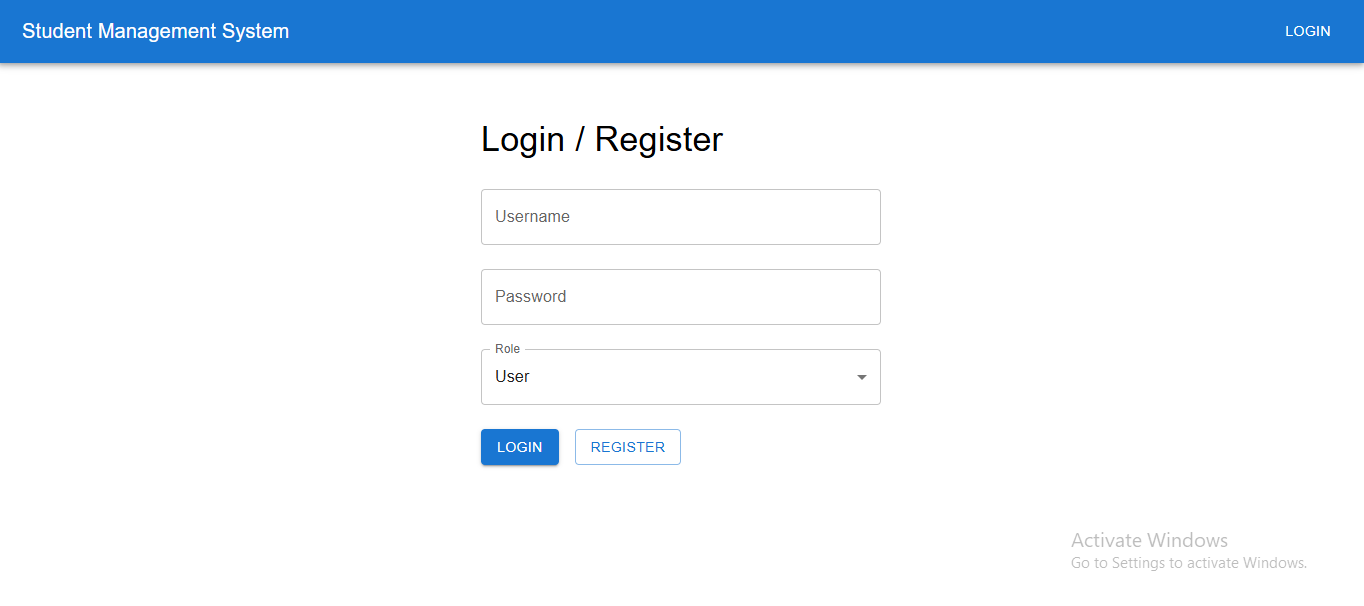 Student Management System
LOGIN
Login / Register
Username
Password
Role
User
LOGIN
REGISTER
Activate Windows
Go to Settings to activate Windows.